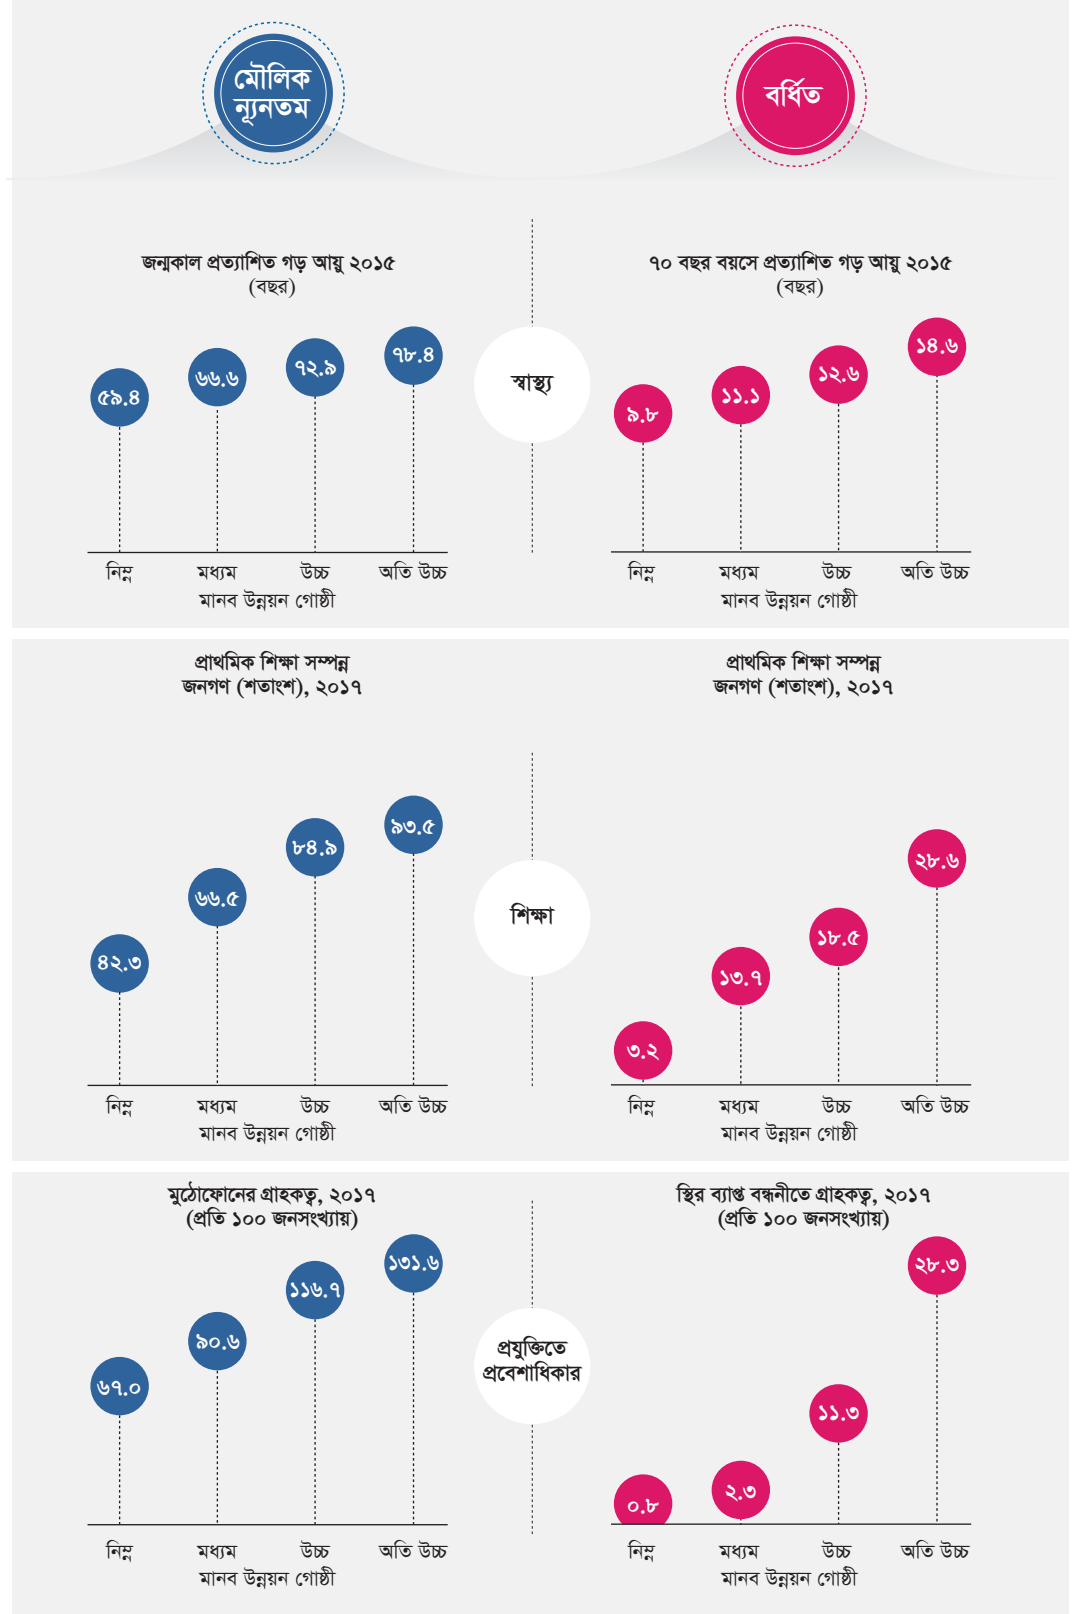 মৌলিক
ন্যূনতম
বর্ধিত
জন্মকাল প্রত্যাশিত গড় আয়ু ২০১৫
(বছর)
৭০ বছর বয়সে প্রত্যাশিত গড় আয়ু ২০১৫
(বছর)
৫৯.৪
৬৬.৬
৭২.৯
৭৮.৪
স্বাস্থ্য
৯.৮
১১.১
১২.৬
১৪.৬
নিম্ন মধ্যম উচ্চ অতি উচ্চ
মানব উন্নয়ন গোষ্ঠী
নিম্ন মধ্যম উচ্চ অতি উচ্চ
মানব উন্নয়ন গোষ্ঠী
প্রাথমিক শিক্ষা সম্পন্ন
জনগণ (শতাংশ), ২০১৭
প্রাথমিক শিক্ষা সম্পন্ন
জনগণ (শতাংশ), ২০১৭
৪২.৩
৬৬.৫
৮৪.৯
৯৩.৫
শিক্ষা
৩.২
১৩.৭
১৮.৫
২৮.৬
নিম্ন মধ্যম উচ্চ অতি উচ্চ
মানব উন্নয়ন গোষ্ঠী
নিম্ন মধ্যম উচ্চ অতি উচ্চ
মানব উন্নয়ন গোষ্ঠী
মুঠোফোনের গ্রাহকত্ব, ২০১৭
(প্রতি ১০০ জনসংখ্যায়)
স্থির ব্যাপ্ত বন্ধনীতে গ্রাহকত্ব, ২০১৭
(প্রতি ১০০ জনসংখ্যায়)
৬৭.০
৯০.৬
১১৬.৭
১৩১.৬
প্রযুক্তিতে
প্রবেশাধিকার
০.৮
২.৩
১১.৩
২৮.৩
নিম্ন মধ্যম উচ্চ অতি উচ্চ
মানব উন্নয়ন গোষ্ঠী
নিম্ন মধ্যম উচ্চ অতি উচ্চ
মানব উন্নয়ন গোষ্ঠী